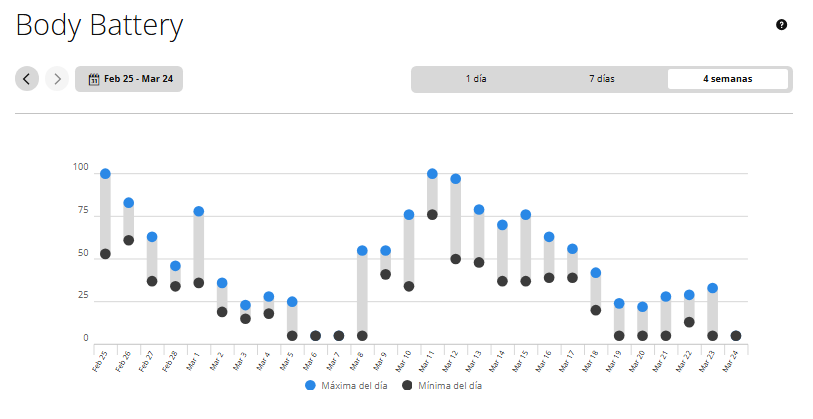 Body Battery
?
31 Feb 25 - Mar 24
1 día
7 días
4 semanas
100
75
50
25
0
Feb 25
Feb 26
Feb 27
Feb 28
Mar 1
Mar 2
Mar 3
Mar 4
Mar 5
Mar 6
Mar 7
Mar 8
Mar 9
Mar 10
Mar 11
Mar 12
Mar 13
Mar 14
Mar 15
Mar 16
Mar 17
Mar 18
Mar 19
Mar 20
Mar 21
Mar 22
Mar 23
Mar 24
Máxima del día
Mínima del día